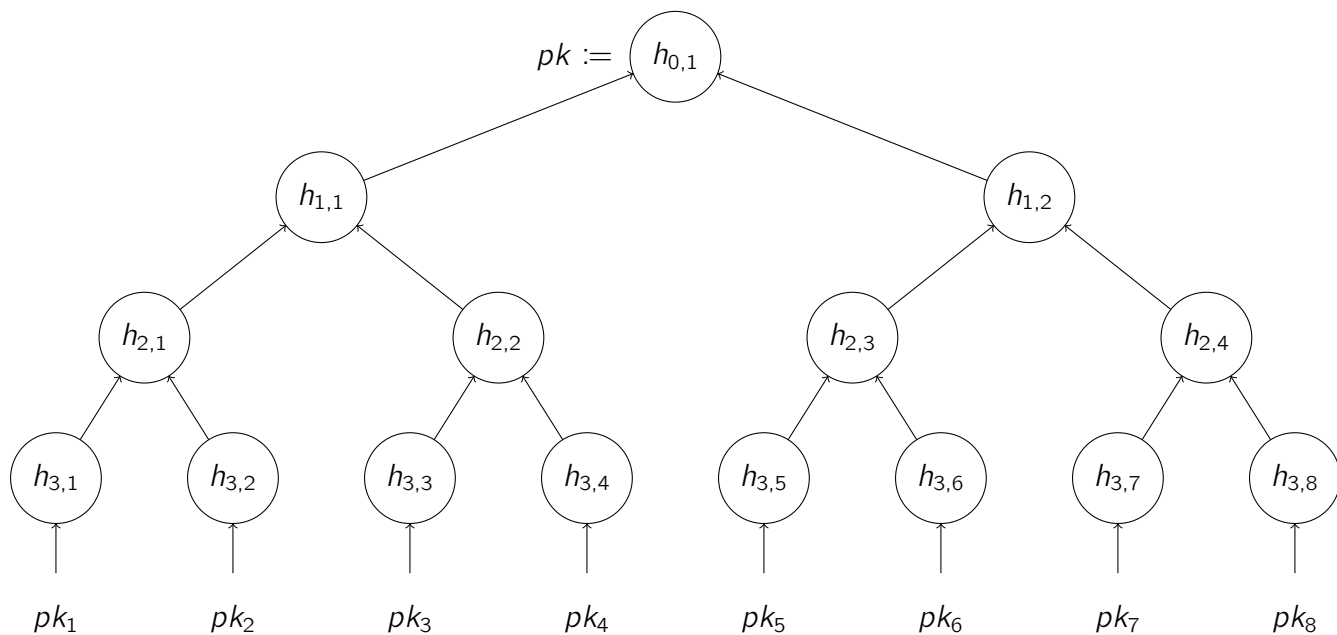 pk := h0,1
h1,1 h1,2
h2,1 h2,2 h2,3 h2,4
h3,1 h3,2 h3,3 h3,4 h3,5 h3,6 h3,7 h3,8
pk1 pk2 pk3 pk4 pk5 pk6 pk7 pk8